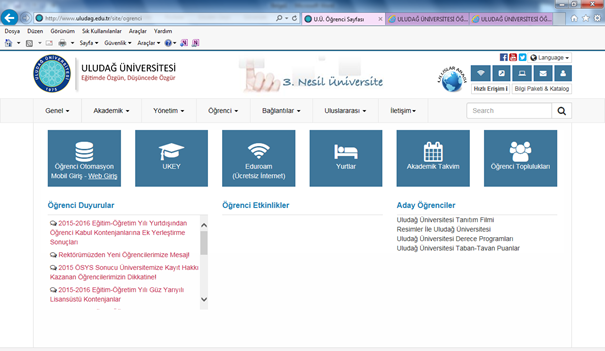 http://www.uludag.edu.tr/site/ogrenci
U.Ü. Öğrenci Sayfası
ULUDAĞ ÜNİVERSİTESİ ÖĞ...
ULUDAĞ ÜNİVERSİTESİ ÖĞ...
Dosya Düzen Görünüm Sık Kullanılanlar Araçlar Yardım
Sayfa Güvenlik Araçlar
ULUDAĞ ÜNİVERSİTESİ
Eğitimde Özgün, Düşüncede Özgür
3. Nesil Üniversite
Language
Hızlı Erişim I Bilgi Paketi & Katalog
Genel Akademik Yönetim Öğrenci Bağlantılar Uluslararası İletişim
Search
Öğrenci Otomasyon
Mobil Giriş - Web Giriş
UKEY
Eduroam
(Ücretsiz İnternet)
Yurtlar
Akademik Takvim
Öğrenci Toplulukları
Öğrenci Duyurular
2015-2016 Eğitim-Öğretim Yılı Yurtdışından
Öğrenci Kabul Kontenjanlarına Ek Yerleştirme
Sonuçları
Rektörümüzden Yeni Öğrencilerimize Mesaj!
2015 ÖSYS Sonucu Üniversitemize Kayıt Hakkı
Kazanan Öğrencilerimizin Dikkatine!
2015-2016 Eğitim-Öğretim Yılı Güz Yarıyılı
Lisansüstü Kontenjanlar
Öğrenci Etkinlikler
Aday Öğrenciler
Uludağ Üniversitesi Tanıtım Filmi
Resimler İle Uludağ Üniversitesi
Uludağ Üniversitesi Derece Programları
Uludağ Üniversitesi Taban-Tavan Puanlar